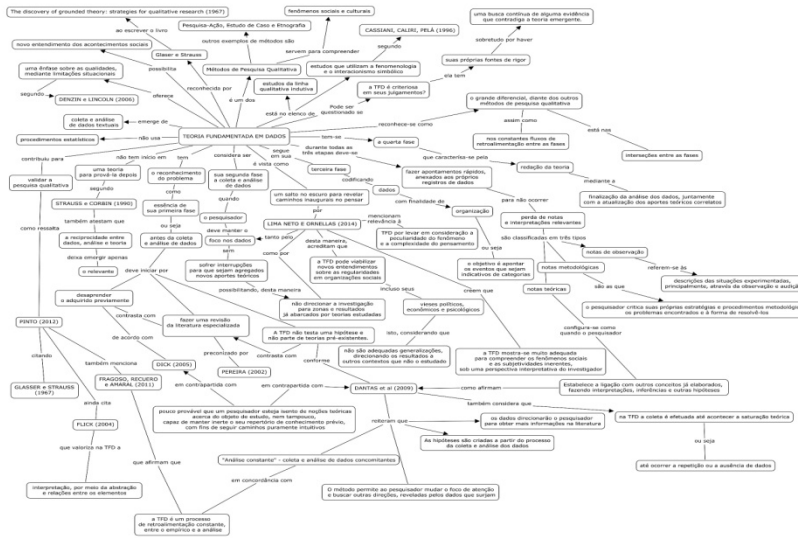 The discovery of grounded theory: strategies for qualitative research (1967)
fenômenos sociais e culturais
uma busca contínua de alguma evidência
que contradiga a teoria emergente.
ao escrever o livro
Pesquisa-Ação, Estudo de Caso e Etnografia
outros exemplos de métodos são
servem para compreender
CASSIANI, CALIRI, PELÁ (1996)
sobretudo por haver
novo entendimento dos acontecimentos sociais
Glaser e Strauss
segundo
suas próprias fontes de rigor
possibilita
reconhecida por
Métodos de Pesquisa Qualitativa
estudos que utilizam a fenomenologia
e o interacionismo simbólico
ela tem
uma ênfase sobre as qualidades,
mediante limitações situacionais
oferece
é um dos
estudos da linha
qualitativa indutiva
a TFD é criteriosa
em seus julgamentos?
segundo
DENZIN e LINCOLN (2006)
está no elenco de
Pode ser
questionado se
o grande diferencial, diante dos outros
métodos de pesquisa qualitativa
coleta e análise
de dados textuais
emerge de
reconhece-se como
assim como
está nas
procedimentos estatísticos
não usa
TEORIA FUNDAMENTADA EM DADOS
tem-se
a quarta fase
nos constantes fluxos de
retroalimentação entre as fases
interseções entre as fases
contribuiu para
não tem início em
tem
considera ser
é vista como
segue
em sua
durante todas as
etapas deve-se
que caracteriza-se pela
redação da teoria
validar a
pesquisa qualitativa
uma teoria
para prová-la depois
o reconhecimento
do problema
sua segunda fase
a coleta e análise
de dados
terceira fase
fazer apontamentos rápidos,
anexados aos próprios
registros de dados
mediante a
segundo
como
quando
um salto no escuro para revelar
caminhos inaugurais no pensar
codificando
dados
para não ocorrer
finalização da análise dos dados, juntamente
com a atualização dos aportes teóricos correlatos
STRAUSS e CORBIN (1990)
essência de
sua primeira fase
o pesquisador
por
com finalidade de
organização
perda de notas
e interpretações relevantes
como ressalta
também atestam que
ou seja
deve manter o
LIMA NETO E ORNELLAS (2014)
mencionam
relevância à
TFD por levar em consideração a
peculiaridade do fenômeno
e a complexidade do pensamento
são classificadas em três tipos
notas de observação
a reciprocidade entre
dados, análise e teoria
antes da coleta
e análise de dados
foco nos dados
tanto pelo
desta maneira,
acreditam que
ou seja
referem-se às
deixa emergir apenas
sem
como por
o objetivo é apontar
os eventos que sejam
indicativos de categorias
notas metodológicas
descrições das situações experimentadas,
principalmente, através da observação e audição
o relevante
deve iniciar por
sofrer interrupções
para que sejam agregados
novos aportes teóricos
a TFD pode viabilizar
novos entendimentos
sobre as regularidades
em organizações sociais
notas teóricas
são as que
desaprender
o adquirido previamente
possibilitando, desta maneira
incluso seus
creem que
o pesquisador critica suas próprias estratégias e procedimentos metodológic
os problemas encontrados e à forma de resolvê-los
PINTO (2012)
contrasta com
fazer uma revisão
da literatura especializada
não direcionar a investigação
para zonas e resultados
já abarcados por teorias estudadas
vieses políticos,
econômicos e psicológicos
configura-se como
quando o pesquisador
de acordo com
A TFD não testa uma hipótese e
não parte de teorias pré-existentes.
isto, considerando que
citando
também menciona
DICK (2005)
preconizado por
contrasta com
conforme
não são adequadas generalizações,
direcionando os resultados a
outros contextos que não o estudado
a TFD mostra-se muito adequada
para compreender os fenômenos sociais
e as subjetividades inerentes,
sob uma perspectiva interpretativa do investigador
PEREIRA (2002)
GLASSER e STRAUSS
(1967)
FRAGOSO, RECUERO
e AMARAL (2011)
em contrapartida com
em contrapartida com
DANTAS et al (2009)
como afirmam
Estabelece a ligação com outros conceitos já elaborados,
fazendo interpretações, inferências e outras hipóteses.
ainda cita
pouco provável que um pesquisador esteja isento de noções teóricas
acerca do objeto de estudo, nem tampouco,
capaz de manter inerte o seu repertório de conhecimento prévio,
com fins de seguir caminhos puramente intuitivos
também considera que
FLICK (2004)
reiteram que
os dados direcionarão o pesquisador
para obter mais informações na literatura
na TFD a coleta é efetuada até acontecer a saturação teórica
que valoriza na TFD a
As hipóteses são criadas a partir do processo
da coleta e análise dos dados
ou seja
que afirmam que
"Análise constante" - coleta e análise de dados concomitantes
até ocorrer a repetição ou a ausência de dados
interpretação, por meio da abstração
e relações entre os elementos
em concordância com
O método permite ao pesquisador mudar o foco de atenção
e buscar outras direções, reveladas pelos dados que surjam
a TFD é um processo
de retroalimentação constante,
entre o empírico e a análise